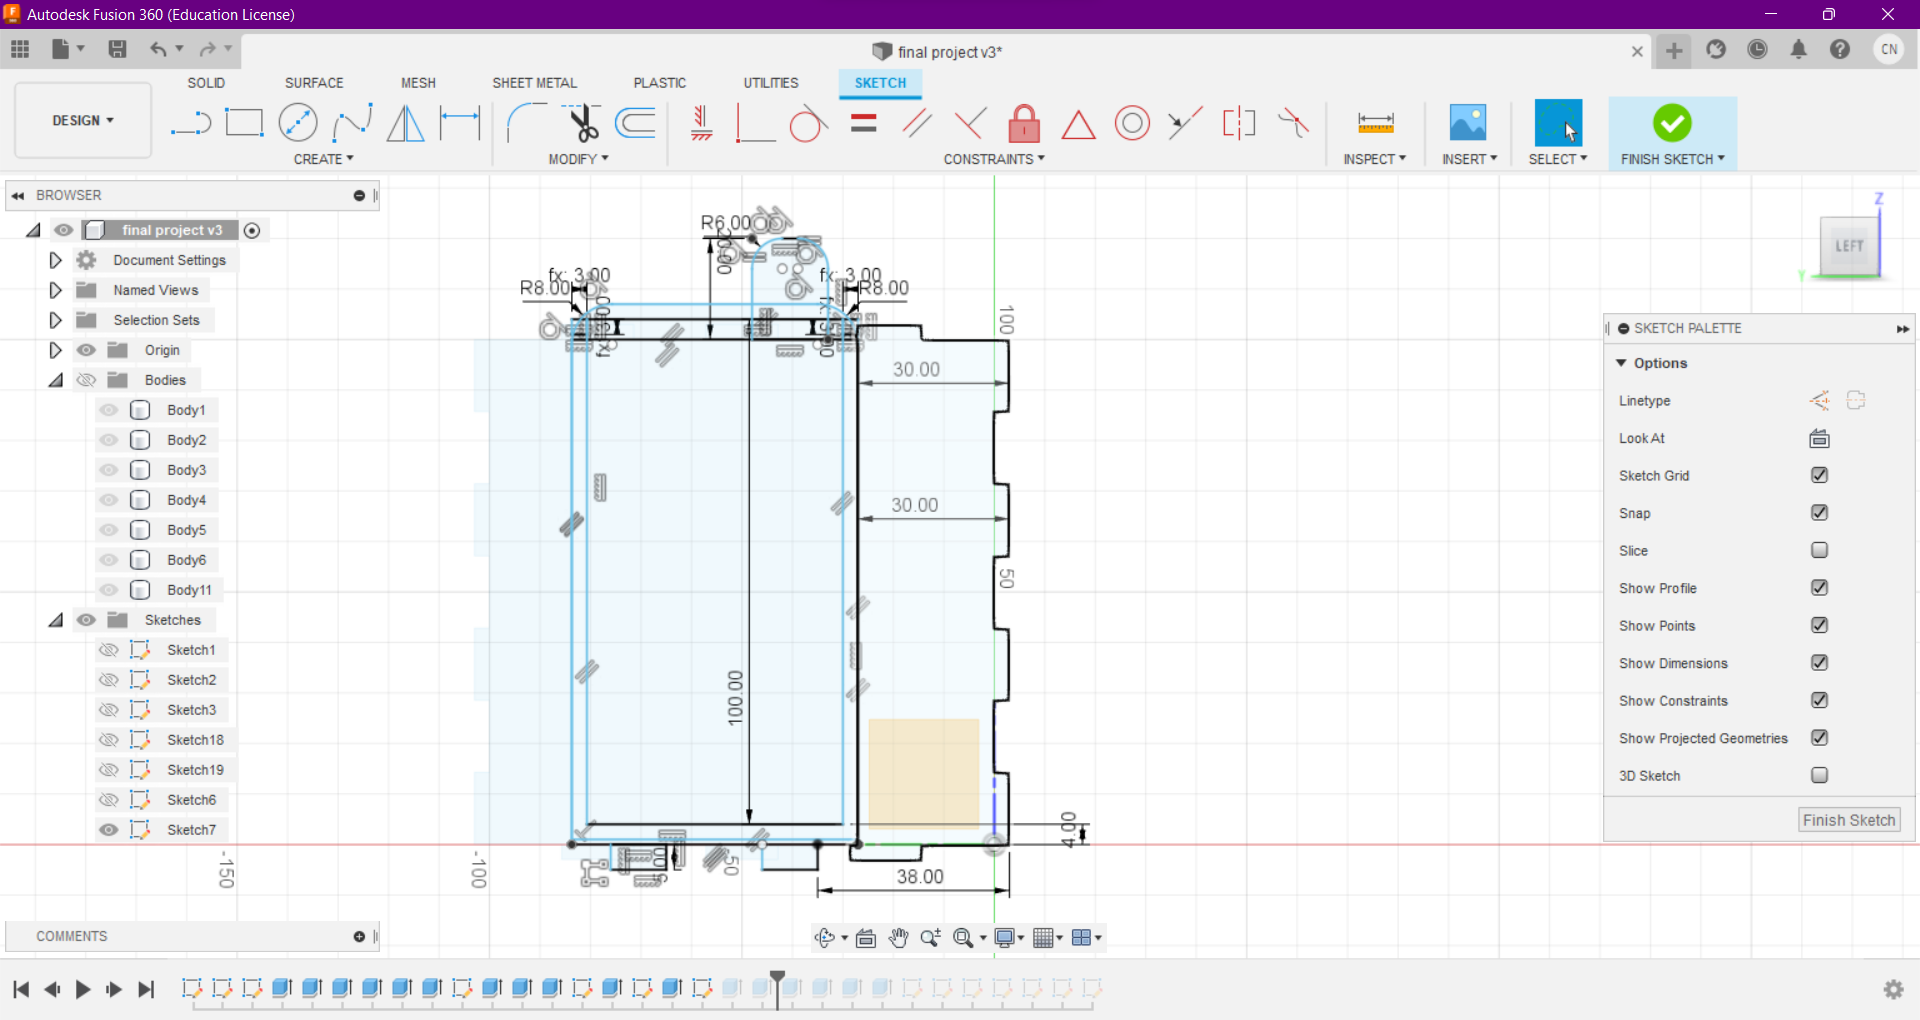 Autodesk Fusion 360 (Education License)
final project v3*
CN
SOLID SURFACE MESH SHEET METAL PLASTIC UTILITIES SKETCH
DESIGN
CREATE MODIFY CONSTRAINTS INSPECT INSERT SELECT FINISH SKETCH
BROWSER
final project v3
Document Settings
Named Views
Selection Sets
Origin
Bodies
Body1
Body2
Body3
Body4
Body5
Body6
Body11
Sketches
Sketch1
Sketch2
Sketch3
Sketch18
Sketch19
Sketch6
Sketch7
COMMENTS
R6.00
fx: 3.00
R8.00
fx: 3.00
R8.00
100
30.00
30.00
50
100.00
4.00
38.00
-150
-100
-50
Z
LEFT
Y
SKETCH PALETTE
Options
Linetype
Look At
Sketch Grid
Snap
Slice
Show Profile
Show Points
Show Dimensions
Show Constraints
Show Projected Geometries
3D Sketch
Finish Sketch